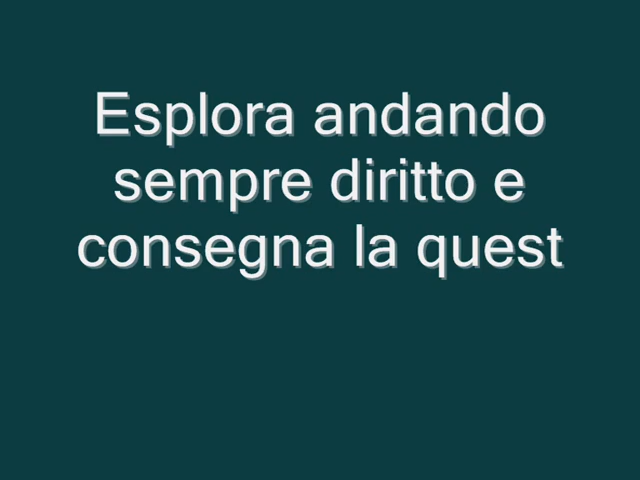 Esplora andando
sempre diritto e
consegna la quest